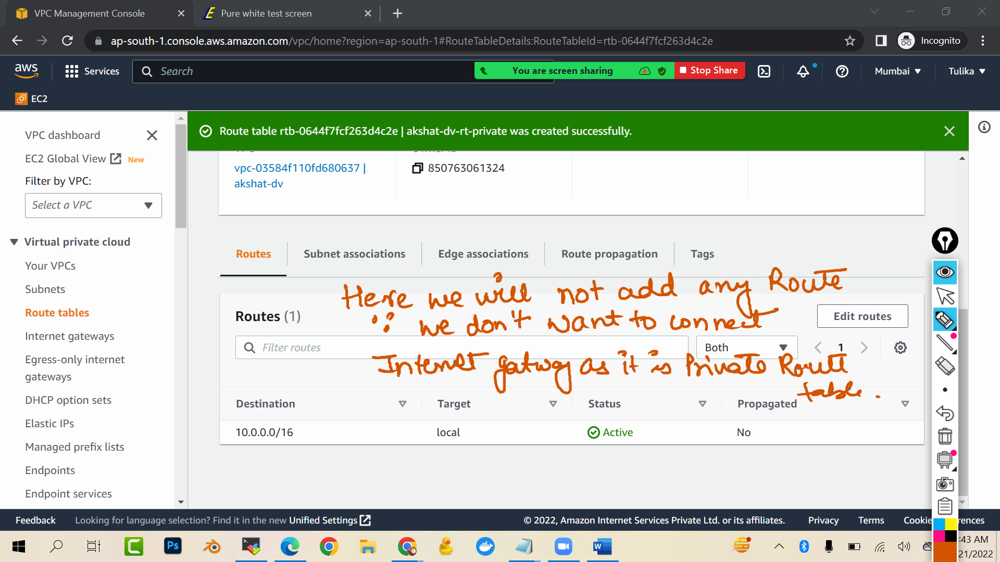 VPC Management Console
Pure white test screen
ap-south-1.console.aws.amazon.com/vpc/home?region=ap-south-1#RouteTableDetails:RouteTableId=rtb-0644f7fcf263d4c2e
Incognito
aws
Services
Search
You are screen sharing
Stop Share
Mumbai
Tulika
EC2
Route table rtb-0644f7fcf263d4c2e | akshat-dv-rt-private was created successfully.
VPC dashboard
EC2 Global View New
Filter by VPC:
Select a VPC
Virtual private cloud
Your VPCs
Subnets
Route tables
Internet gateways
Egress-only internet
gateways
DHCP option sets
Elastic IPs
Managed prefix lists
Endpoints
Endpoint services
vpc-03584f110fd680637 |
akshat-dv
850763061324
Routes
Subnet associations
Edge associations
Route propagation
Tags
Here we will not add any Route
∵ we don't want to connect
Internet gatway as it is Private Route
table.
Routes (1)
Edit routes
Filter routes
Both
1
Destination Target Status Propagated
10.0.0.0/16 local Active No
Feedback
Looking for language selection? Find it in the new Unified Settings
© 2022, Amazon Internet Services Private Ltd. or its affiliates.
Privacy
Terms
Cookie
rences
Ps
W
:43 AM
21/2022